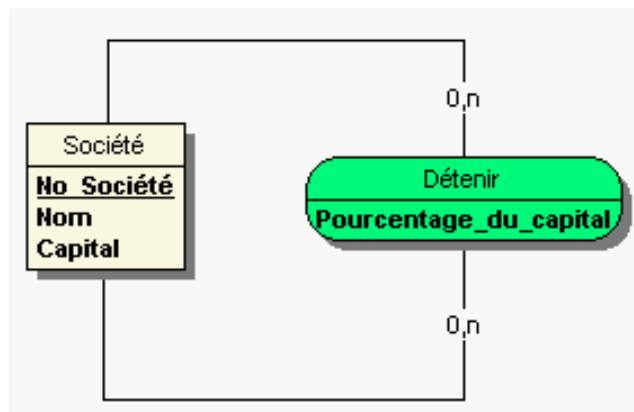 0,n
Société
No_Société
Nom
Capital
Détenir
Pourcentage_du_capital
0,n